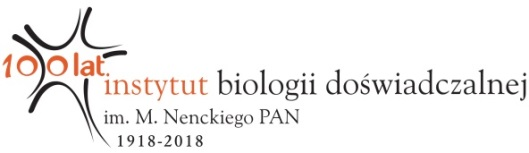 100 lat
instytut biologii doświadczalnej
im. M. Nenckiego PAN
1918-2018